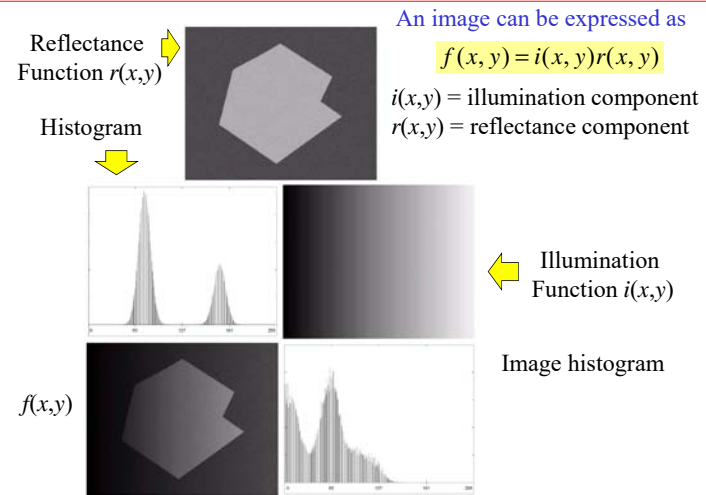 An image can be expressed as
f(x, y) = i(x, y)r(x, y)
i(x,y) = illumination component
r(x,y) = reflectance component
Reflectance
Function r(x,y)
Histogram
Illumination
Function i(x,y)
Image histogram
f(x,y)